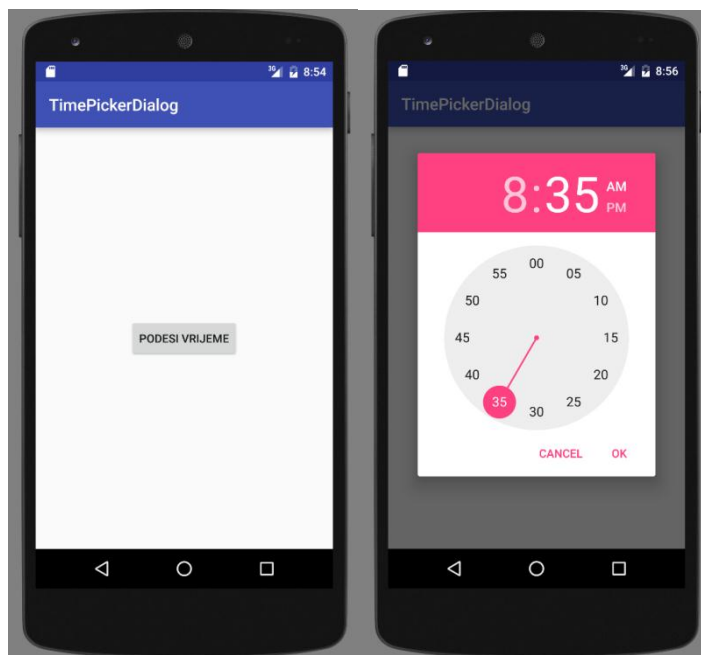 3G 8:54
TimePickerDialog
PODESI VRIJEME
3G 8:56
TimePickerDialog
8:35 AM
PM
00
55 05
50 10
45 15
40 20
35 25
30
CANCEL OK